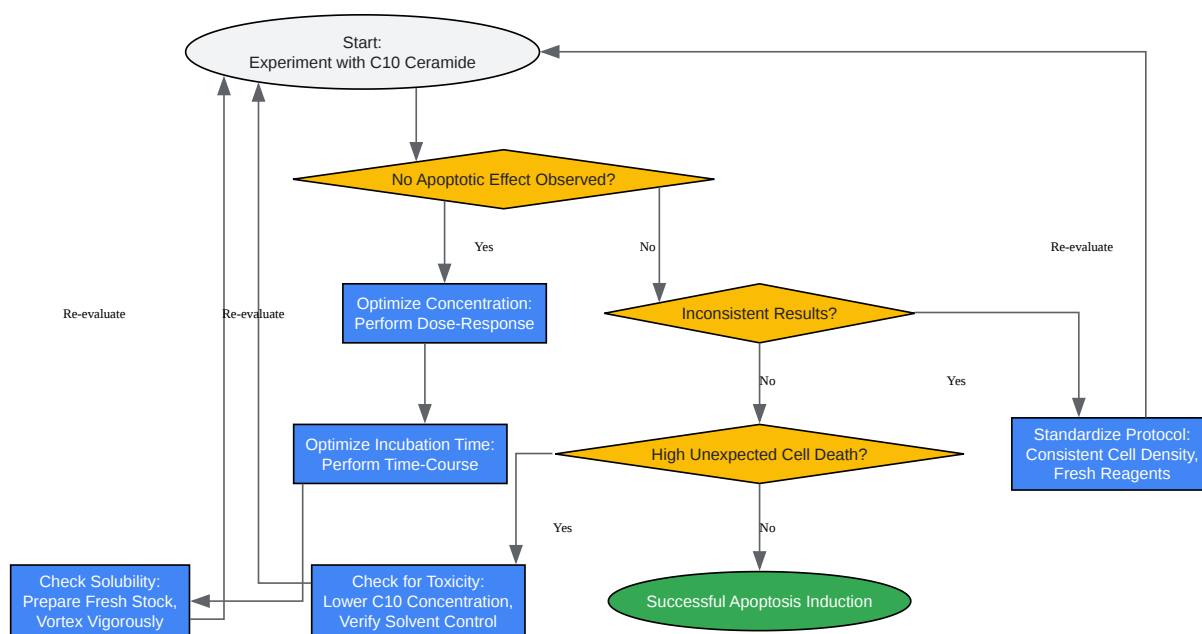 Start:
Experiment with C10 Ceramide
No Apoptotic Effect Observed?
Yes
No
Re-evaluate
Optimize Concentration:
Perform Dose-Response
Inconsistent Results?
Re-evaluate
Re-evaluate
No
Yes
Optimize Incubation Time:
Perform Time-Course
High Unexpected Cell Death?
Standardize Protocol:
Consistent Cell Density,
Fresh Reagents
Yes
No
Check Solubility:
Prepare Fresh Stock,
Vortex Vigorously
Check for Toxicity:
Lower C10 Concentration,
Verify Solvent Control
Successful Apoptosis Induction